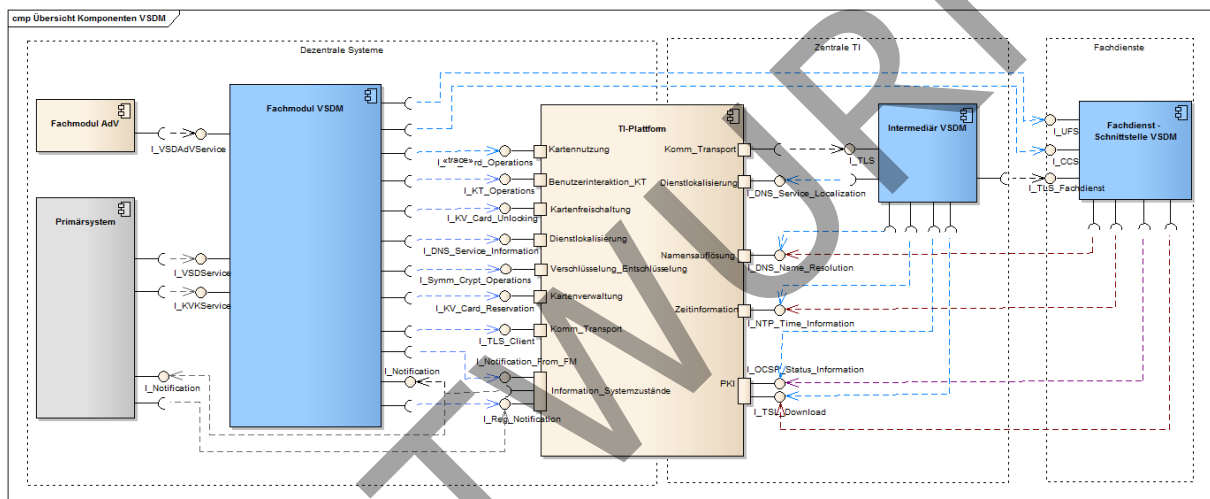 cmp Übersicht Komponenten VSDM
Dezentrale Systeme
Zentrale TI
Fachdienste
Fachmodul AdV
I_VSDAdVService
Fachmodul VSDM
TI-Plattform
Intermediär VSDM
Fachdienst -
Schnittstelle VSDM
Primärsystem
I_VSDService
I_KVKService
I_Notification
I_Notification
«trace»
rd_Operations
I_KT_Operations
I_KV_Card_Unlocking
I_DNS_Service_Information
I_Symm_Crypt_Operations
I_KV_Card_Reservation
I_TLS_Client
I_Notification_From_FM
I_Reg_Notification
Kartennutzung
Benutzerinteraktion_KT
Kartenfreischaltung
Dienstlokalisierung
Verschlüsselung_Entschlüsselung
Kartenverwaltung
Komm_Transport
Information_Systemzustände
Komm_Transport
Dienstlokalisierung
Namensauflösung
Zeitinformation
PKI
I_TLS
I_DNS_Service_Localization
I_DNS_Name_Resolution
I_NTP_Time_Information
I_OCSP_Status_Information
I_TSL_Download
I_UFS
I_CCS
I_TLS_Fachdienst